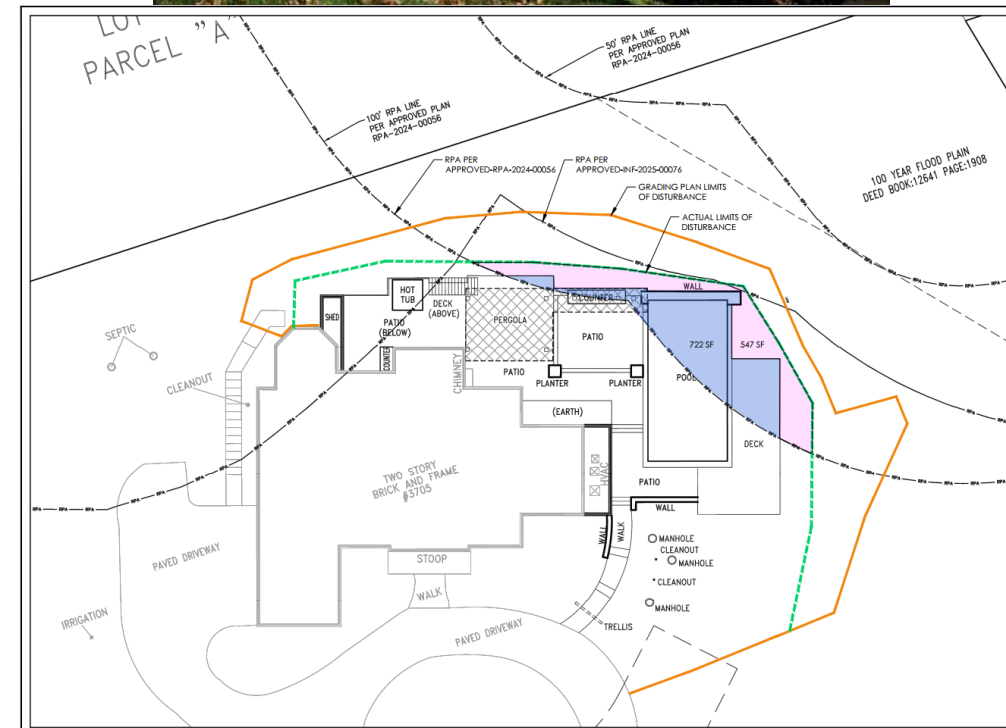 LOT
PARCEL "A"
50' RPA LINE
PER APPROVED PLAN
RPA-2024-00056
100' RPA LINE
PER APPROVED PLAN
RPA-2024-00056
100 YEAR FLOOD PLAIN
DEED BOOK:12641 PAGE:1908
RPA PER
APPROVED-RPA-2024-00056
RPA PER
APPROVED-INF-2025-00076
GRADING PLAN LIMITS
OF DISTURBANCE
ACTUAL LIMITS OF
DISTURBANCE
WALL
HOT
TUB
DECK
(ABOVE)
COUNTER
SHED
PATIO
(BELOW)
PERGOLA
PATIO
722 SF
547 SF
SEPTIC
COUNTER
CHIMNEY
PATIO
PLANTER
PLANTER
POOL
CLEANOUT
(EARTH)
DECK
TWO STORY
BRICK AND FRAME
#3705
HVAC
PATIO
WALL
WALL
WALK
MANHOLE
CLEANOUT
MANHOLE
CLEANOUT
MANHOLE
PAVED DRIVEWAY
STOOP
WALK
IRRIGATION
PAVED DRIVEWAY
TRELLIS
RPA